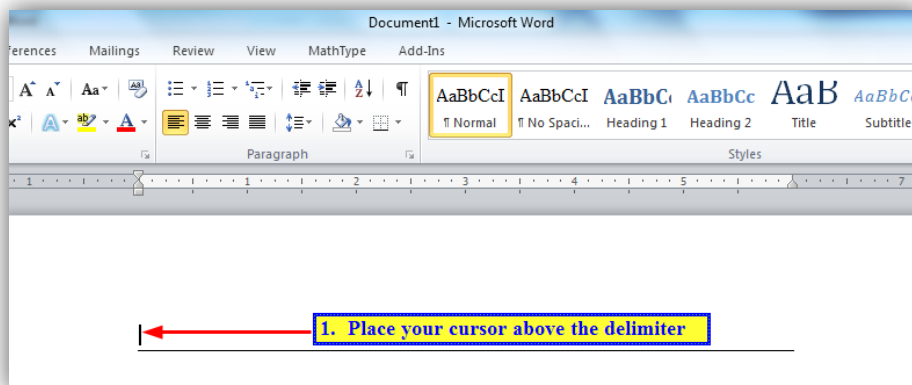 Document1 - Microsoft Word
ferences Mailings Review View MathType Add-Ins
Aa
AaBbCcI AaBbCcI AaBbC AaBbCc AaB AaBbC
¶ Normal ¶ No Spaci... Heading 1 Heading 2 Title Subtitle
Paragraph Styles
1 1 2 3 4 5 7
1. Place your cursor above the delimiter